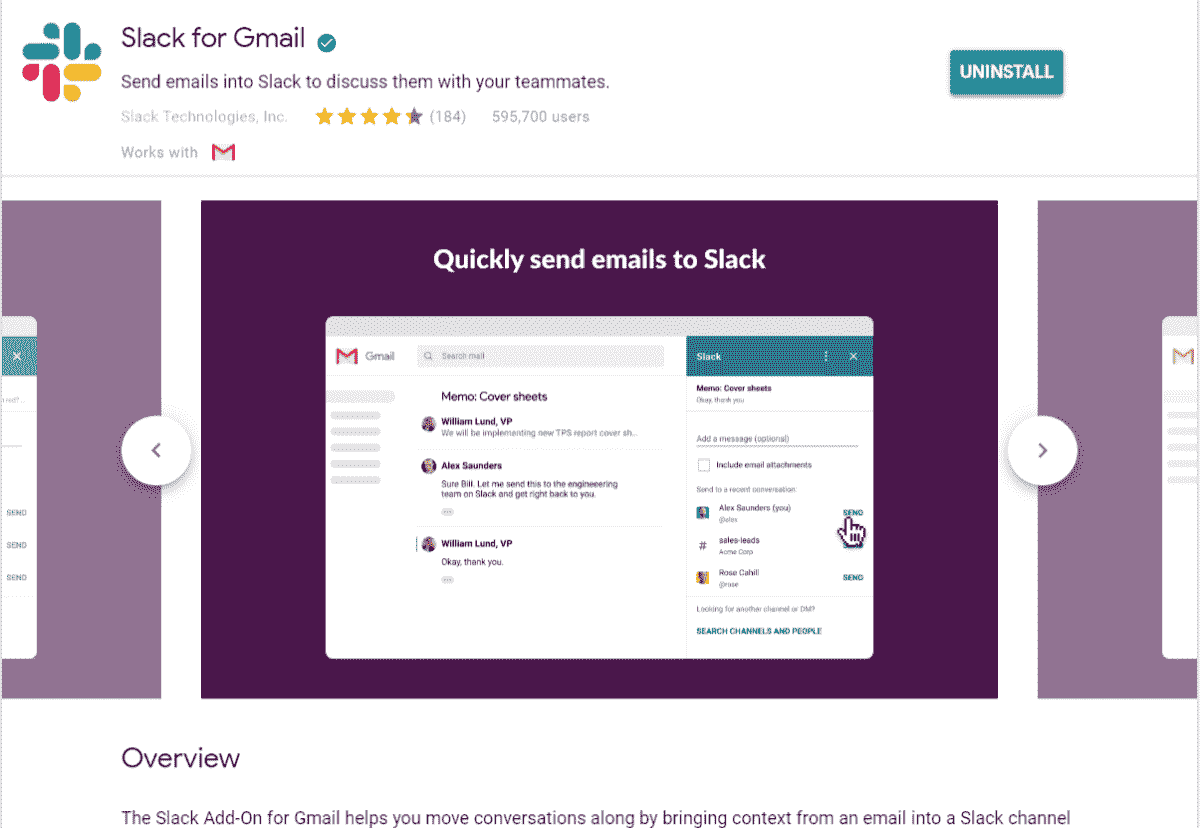 Slack for Gmail
Send emails into Slack to discuss them with your teammates.
UNINSTALL
Slack Technologies, Inc. (184) 595,700 users
Works with
Quickly send emails to Slack
Gmail
Search mail
Memo: Cover sheets
William Lund, VP
We will be implementing new TPS report cover sh...
Alex Saunders
Sure Bill. Let me send this to the engineering
team on Slack and get right back to you.
William Lund, VP
Okay, thank you.
Slack
Memo: Cover sheets
Okay, thank you
Add a message (optional)
Include email attachments
Send to a recent conversation:
Alex Saunders (you)
@alex
SEND
# sales-leads
Acme Corp
Rose Cahill
@rose
SEND
Looking for another channel or DM?
SEARCH CHANNELS AND PEOPLE
SEND
SEND
SEND
Overview
The Slack Add-On for Gmail helps you move conversations along by bringing context from an email into a Slack channel